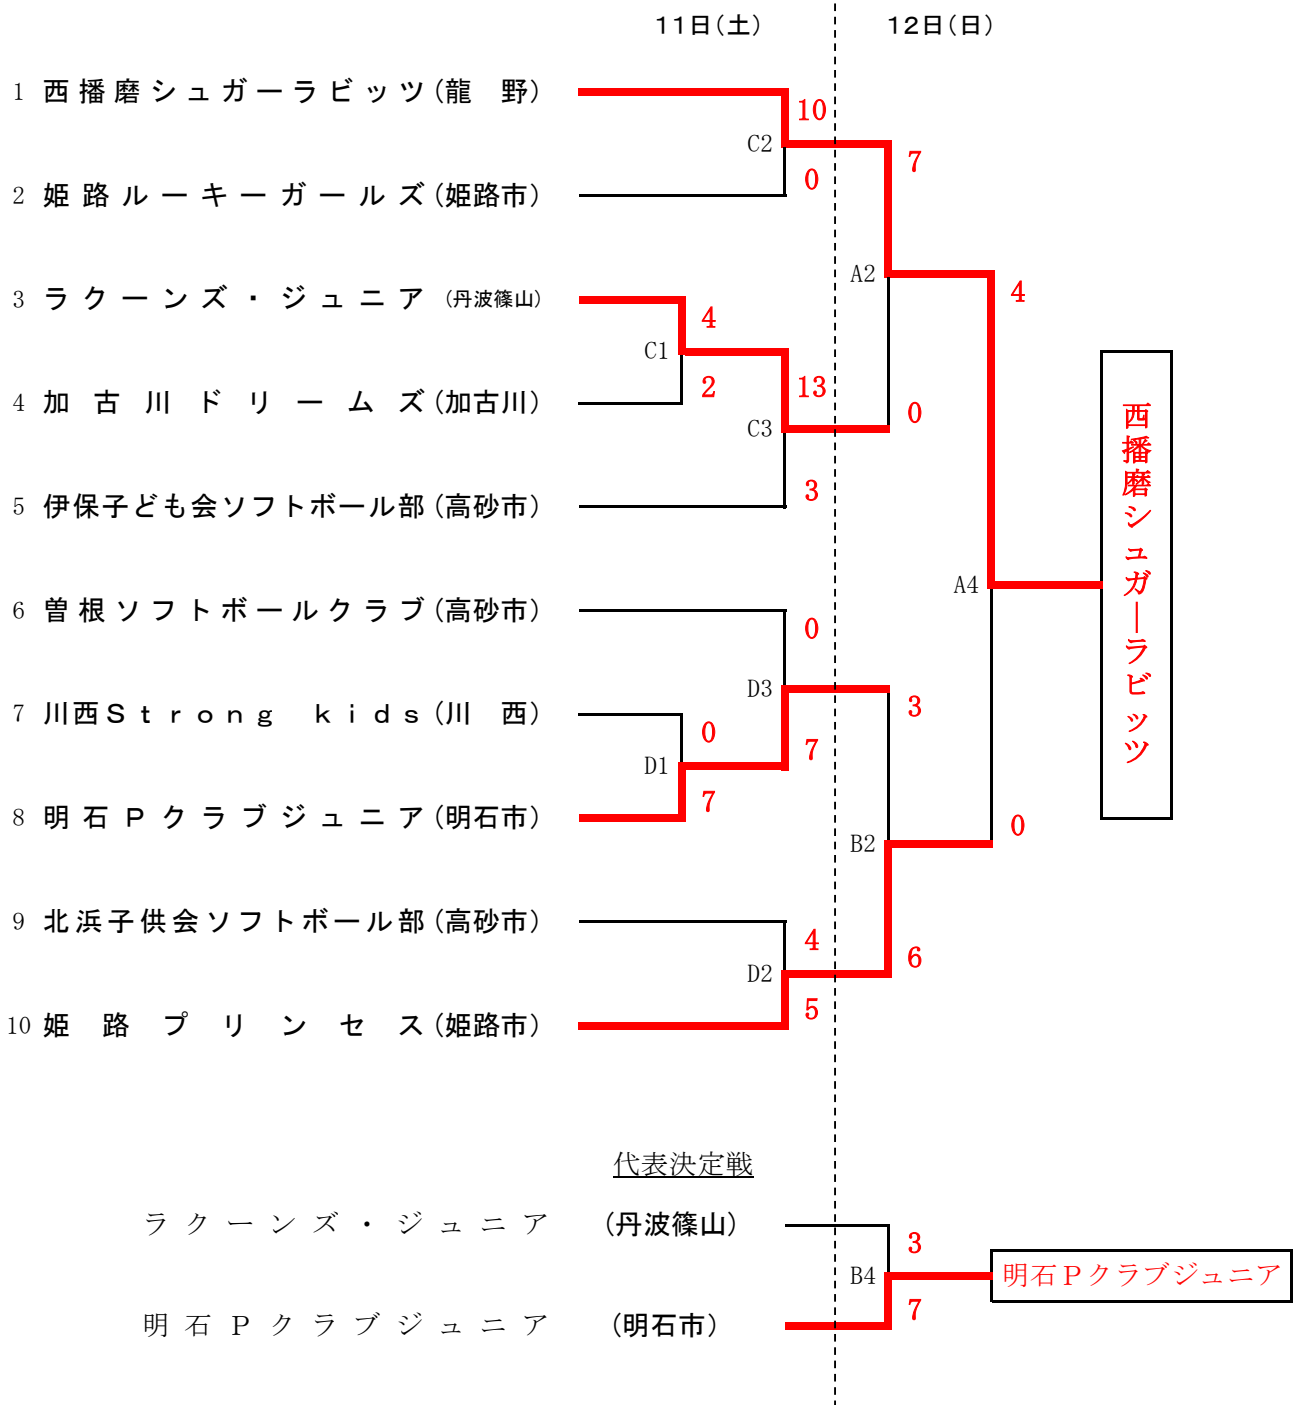 11日(土) 12日(日)
1 西播磨シュガーラビッツ(龍　野)
10
C2
7
0
2 姫路ルーキーガールズ(姫路市)
A2
3 ラクーンズ・ジュニア(丹波篠山)
4
4
C1
2
13
4 加古川ドリームズ(加古川)
0
C3
西播磨シュガーラビッツ
3
5 伊保子ども会ソフトボール部(高砂市)
A4
6 曽根ソフトボールクラブ(高砂市)
0
D3
3
7 川西Ｓｔｒｏｎｇ　ｋｉｄｓ(川　西)
0
7
D1
7
8 明石Ｐクラブジュニア(明石市)
0
B2
9 北浜子供会ソフトボール部(高砂市)
4
6
D2
5
10 姫路プリンセス(姫路市)
代表決定戦
ラクーンズ・ジュニア (丹波篠山)
3
B4
明石Ｐクラブジュニア
7
明石Ｐクラブジュニア (明石市)